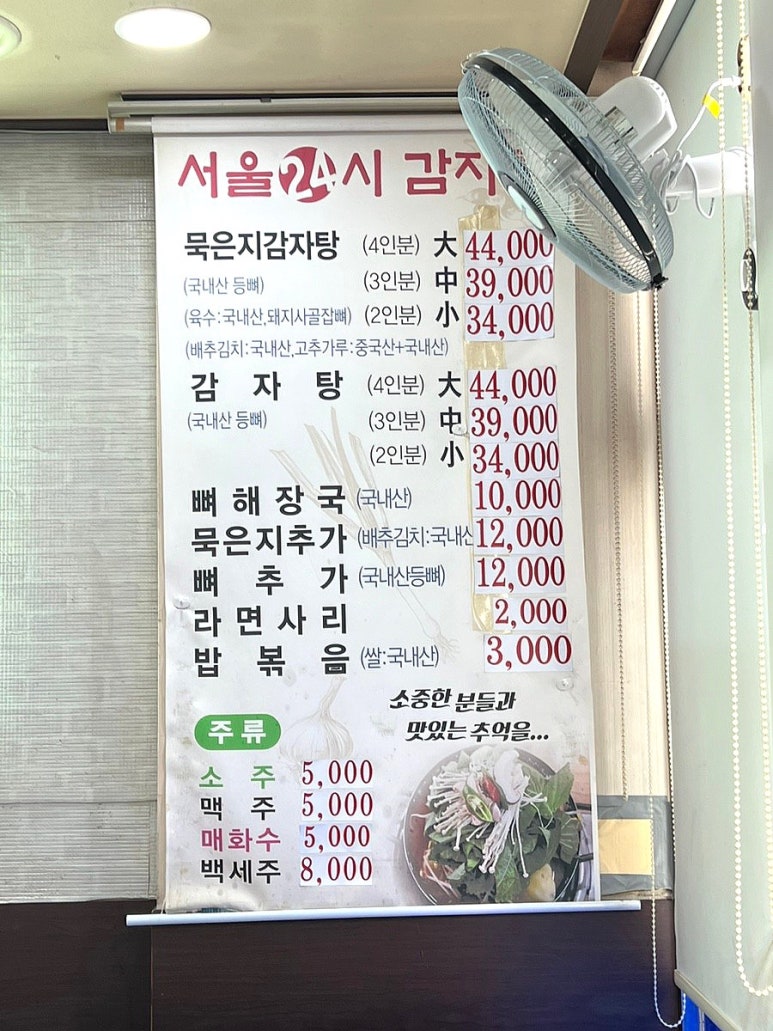 서울24시 감자
묵은지감자탕 (4인분) 大 44,000
(국내산 등뼈) (3인분) 中 39,000
(육수:국내산,돼지사골잡뼈) (2인분) 小 34,000
(배추김치:국내산,고추가루:중국산+국내산)
감자탕 (4인분) 大 44,000
(국내산 등뼈) (3인분) 中 39,000
(2인분) 小 34,000
뼈해장국 (국내산) 10,000
묵은지추가 (배추김치:국내산 12,000
뼈추가 (국내산등뼈) 12,000
라면사리 2,000
밥볶음 (쌀:국내산) 3,000
소중한 분들과
맛있는 추억을...
주류
소주 5,000
맥주 5,000
매화수 5,000
백세주 8,000